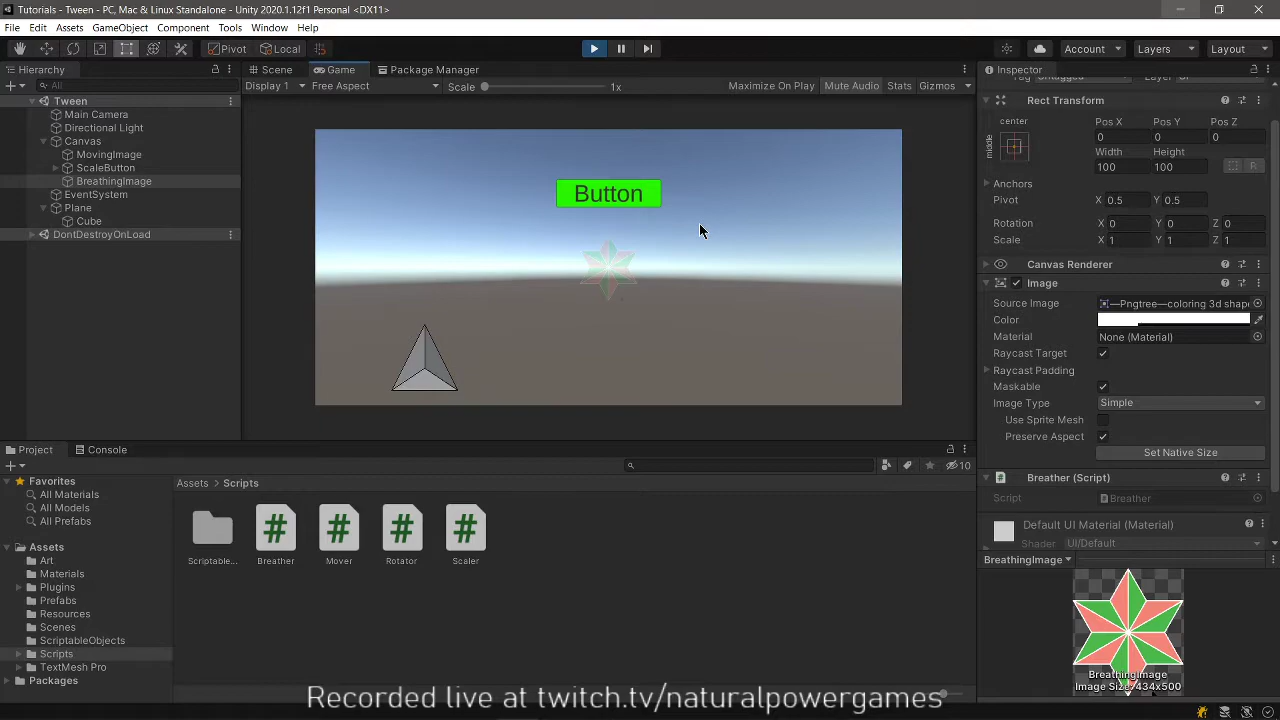 Tutorials - Tween - PC, Mac & Linux Standalone - Unity 2020.1.12f1 Personal <DX11>
File Edit Assets GameObject Component Tools Window Help
Pivot Local Account Layers Layout
Hierarchy Scene Game Package Manager Inspector
All Display 1 Free Aspect Scale 1x Maximize On Play Mute Audio Stats Gizmos
Tween
Main Camera
Directional Light
Canvas
MovingImage
ScaleButton
BreathingImage
EventSystem
Plane
Cube
DontDestroyOnLoad
Button
Rect Transform
center
middle
Pos X Pos Y Pos Z
0 0 0
Width Height
100 100 R
Anchors
Pivot X 0.5 Y 0.5
Rotation X 0 Y 0 Z 0
Scale X 1 Y 1 Z 1
Canvas Renderer
Image
Source Image —Pngtree—coloring 3d shap
Color
Material None (Material)
Raycast Target
Raycast Padding
Maskable
Image Type Simple
Use Sprite Mesh
Preserve Aspect
Set Native Size
Breather (Script)
Script Breather
Default UI Material (Material)
Shader UI/Default
BreathingImage
BreathingImage
Image Size: 434x500
Project Console
10
Favorites
All Materials
All Models
All Prefabs
Assets
Art
Materials
Plugins
Prefabs
Resources
Scenes
ScriptableObjects
Scripts
TextMesh Pro
Packages
Assets Scripts
# # # #
Scriptable... Breather Mover Rotator Scaler
Recorded live at twitch.tv/naturalpowergames